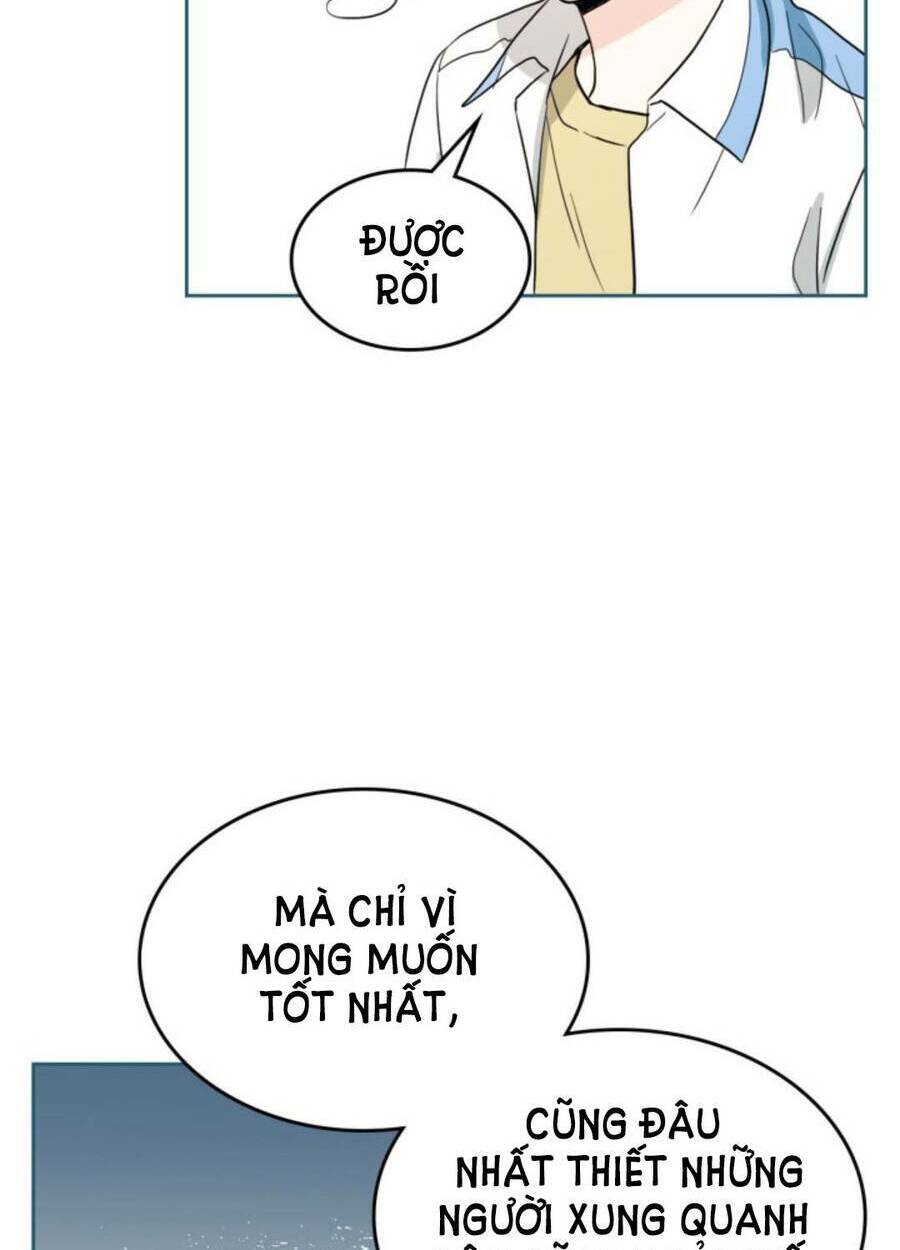 ĐƯỢC
RỒI
MÀ CHỈ VÌ
MONG MUỐN
TỐT NHẤT,
CŨNG ĐÂU
NHẤT THIẾT NHỮNG
NGƯỜI XUNG QUANH